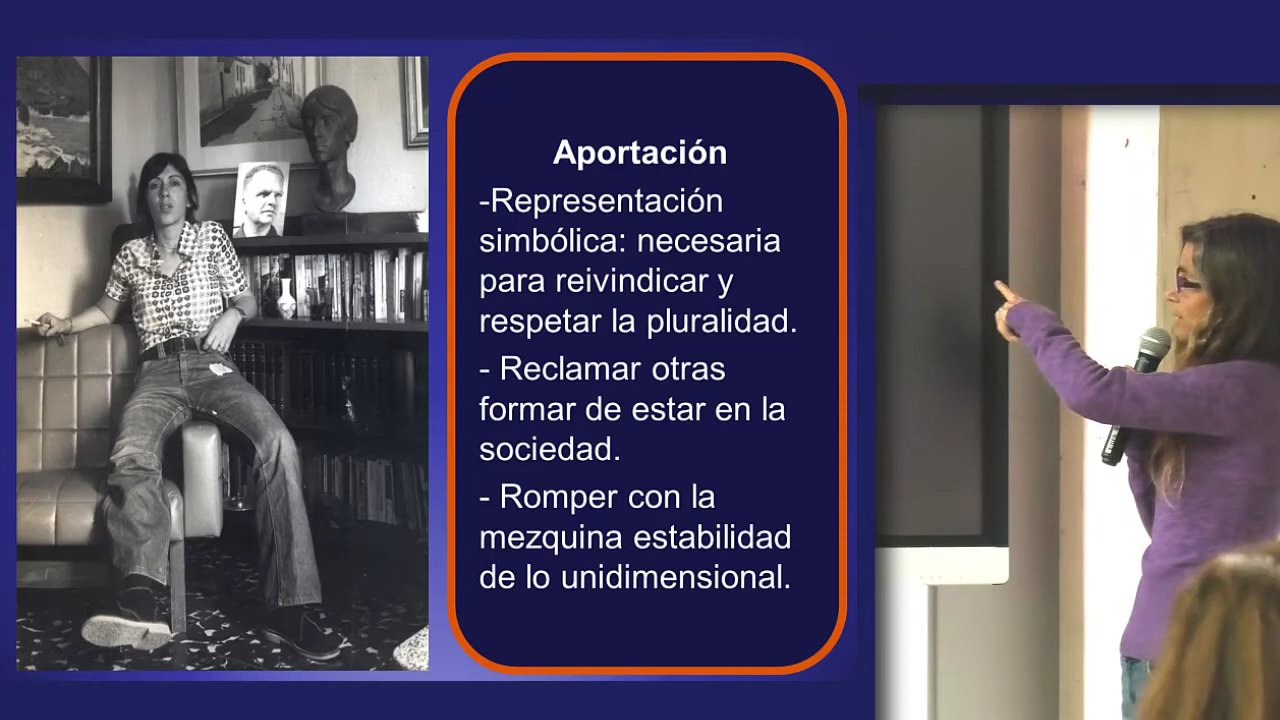 Aportación
-Representación
simbólica: necesaria
para reivindicar y
respetar la pluralidad.
- Reclamar otras
formar de estar en la
sociedad.
- Romper con la
mezquina estabilidad
de lo unidimensional.